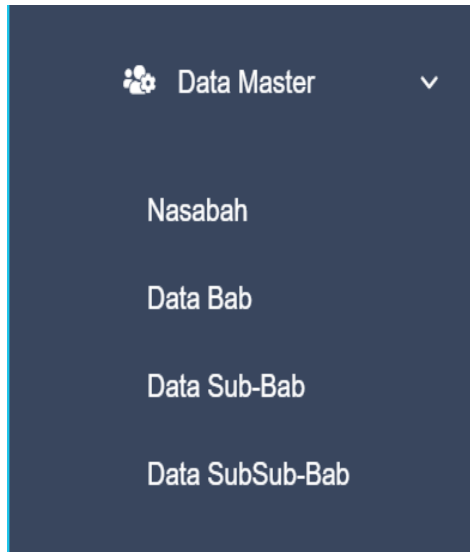 Data Master
Nasabah
Data Bab
Data Sub-Bab
Data SubSub-Bab